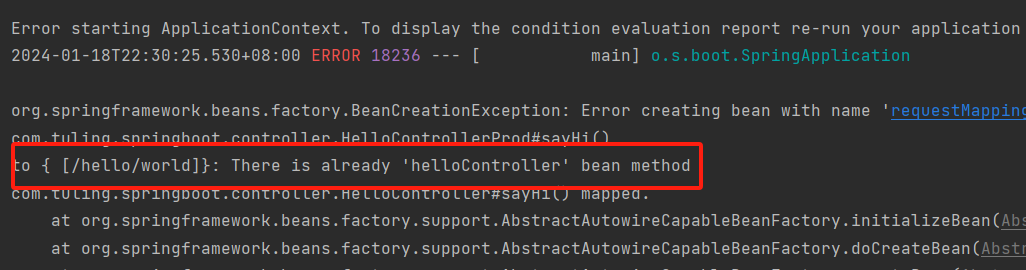 Error starting ApplicationContext. To display the condition evaluation report re-run your application
2024-01-18T22:30:25.530+08:00 ERROR 18236 --- [           main] o.s.boot.SpringApplication
org.springframework.beans.factory.BeanCreationException: Error creating bean with name 'requestMapping
com.tuling.springboot.controller.HelloControllerProd#sayHi()
to { [/hello/world]}: There is already 'helloController' bean method
com.tuling.springboot.controller.HelloController#sayHi() mapped.
at org.springframework.beans.factory.support.AbstractAutowireCapableBeanFactory.initializeBean(Abs
at org.springframework.beans.factory.support.AbstractAutowireCapableBeanFactory.doCreateBean(Abstr